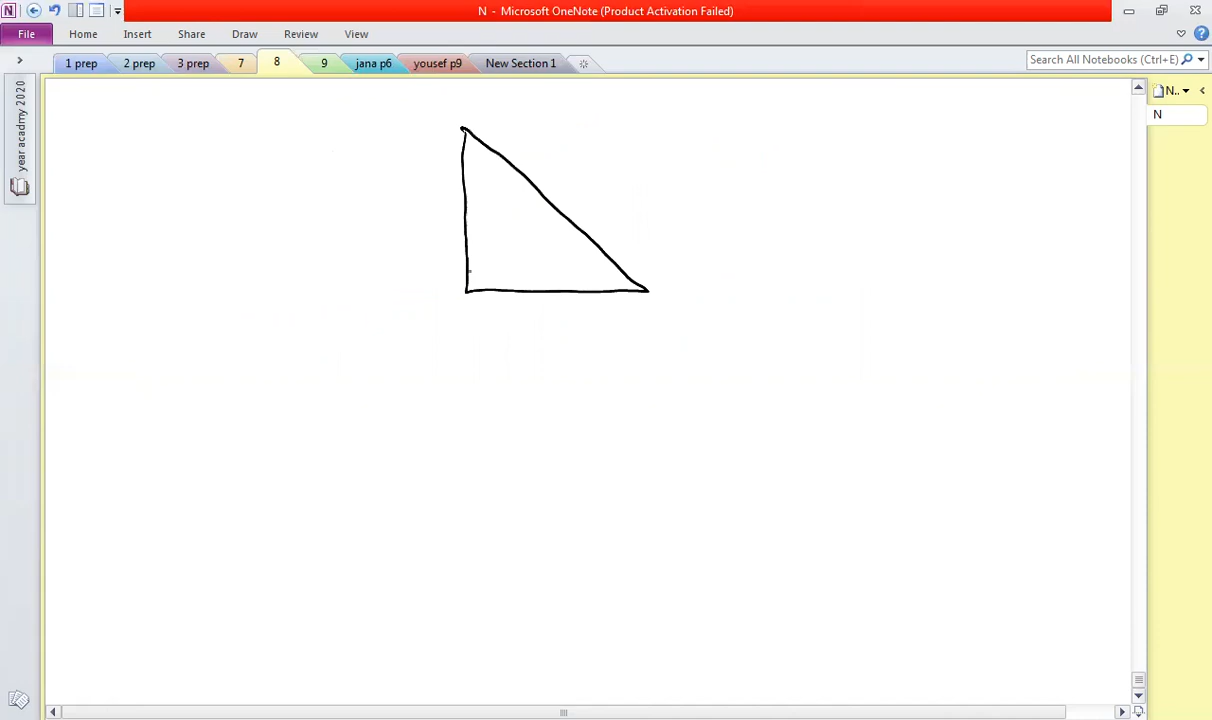 N - Microsoft OneNote (Product Activation Failed)
File Home Insert Share Draw Review View
1 prep 2 prep 3 prep 7 8 9 jana p6 yousef p9 New Section 1
Search All Notebooks (Ctrl+E)
N..
N
year acadmy 2020